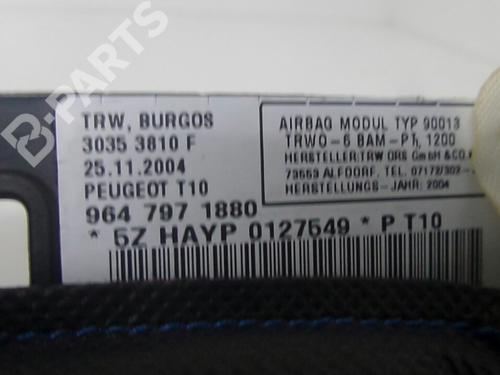 B-PARTS
TRW, BURGOS
3035 3810 F
25.11.2004
PEUGEOT T10
964 797 1880
* 5Z HAYP 0127549 * P T10
AIRBAG MODUL TYP 90013
TRWO-6 BAM-PT₁, 1200
HERSTELLER: TRW ORS GmbH & CO.K
73553 ALFDORF, TEL. 07172/302-
HERSTELLUNGS-JAHR: 2004